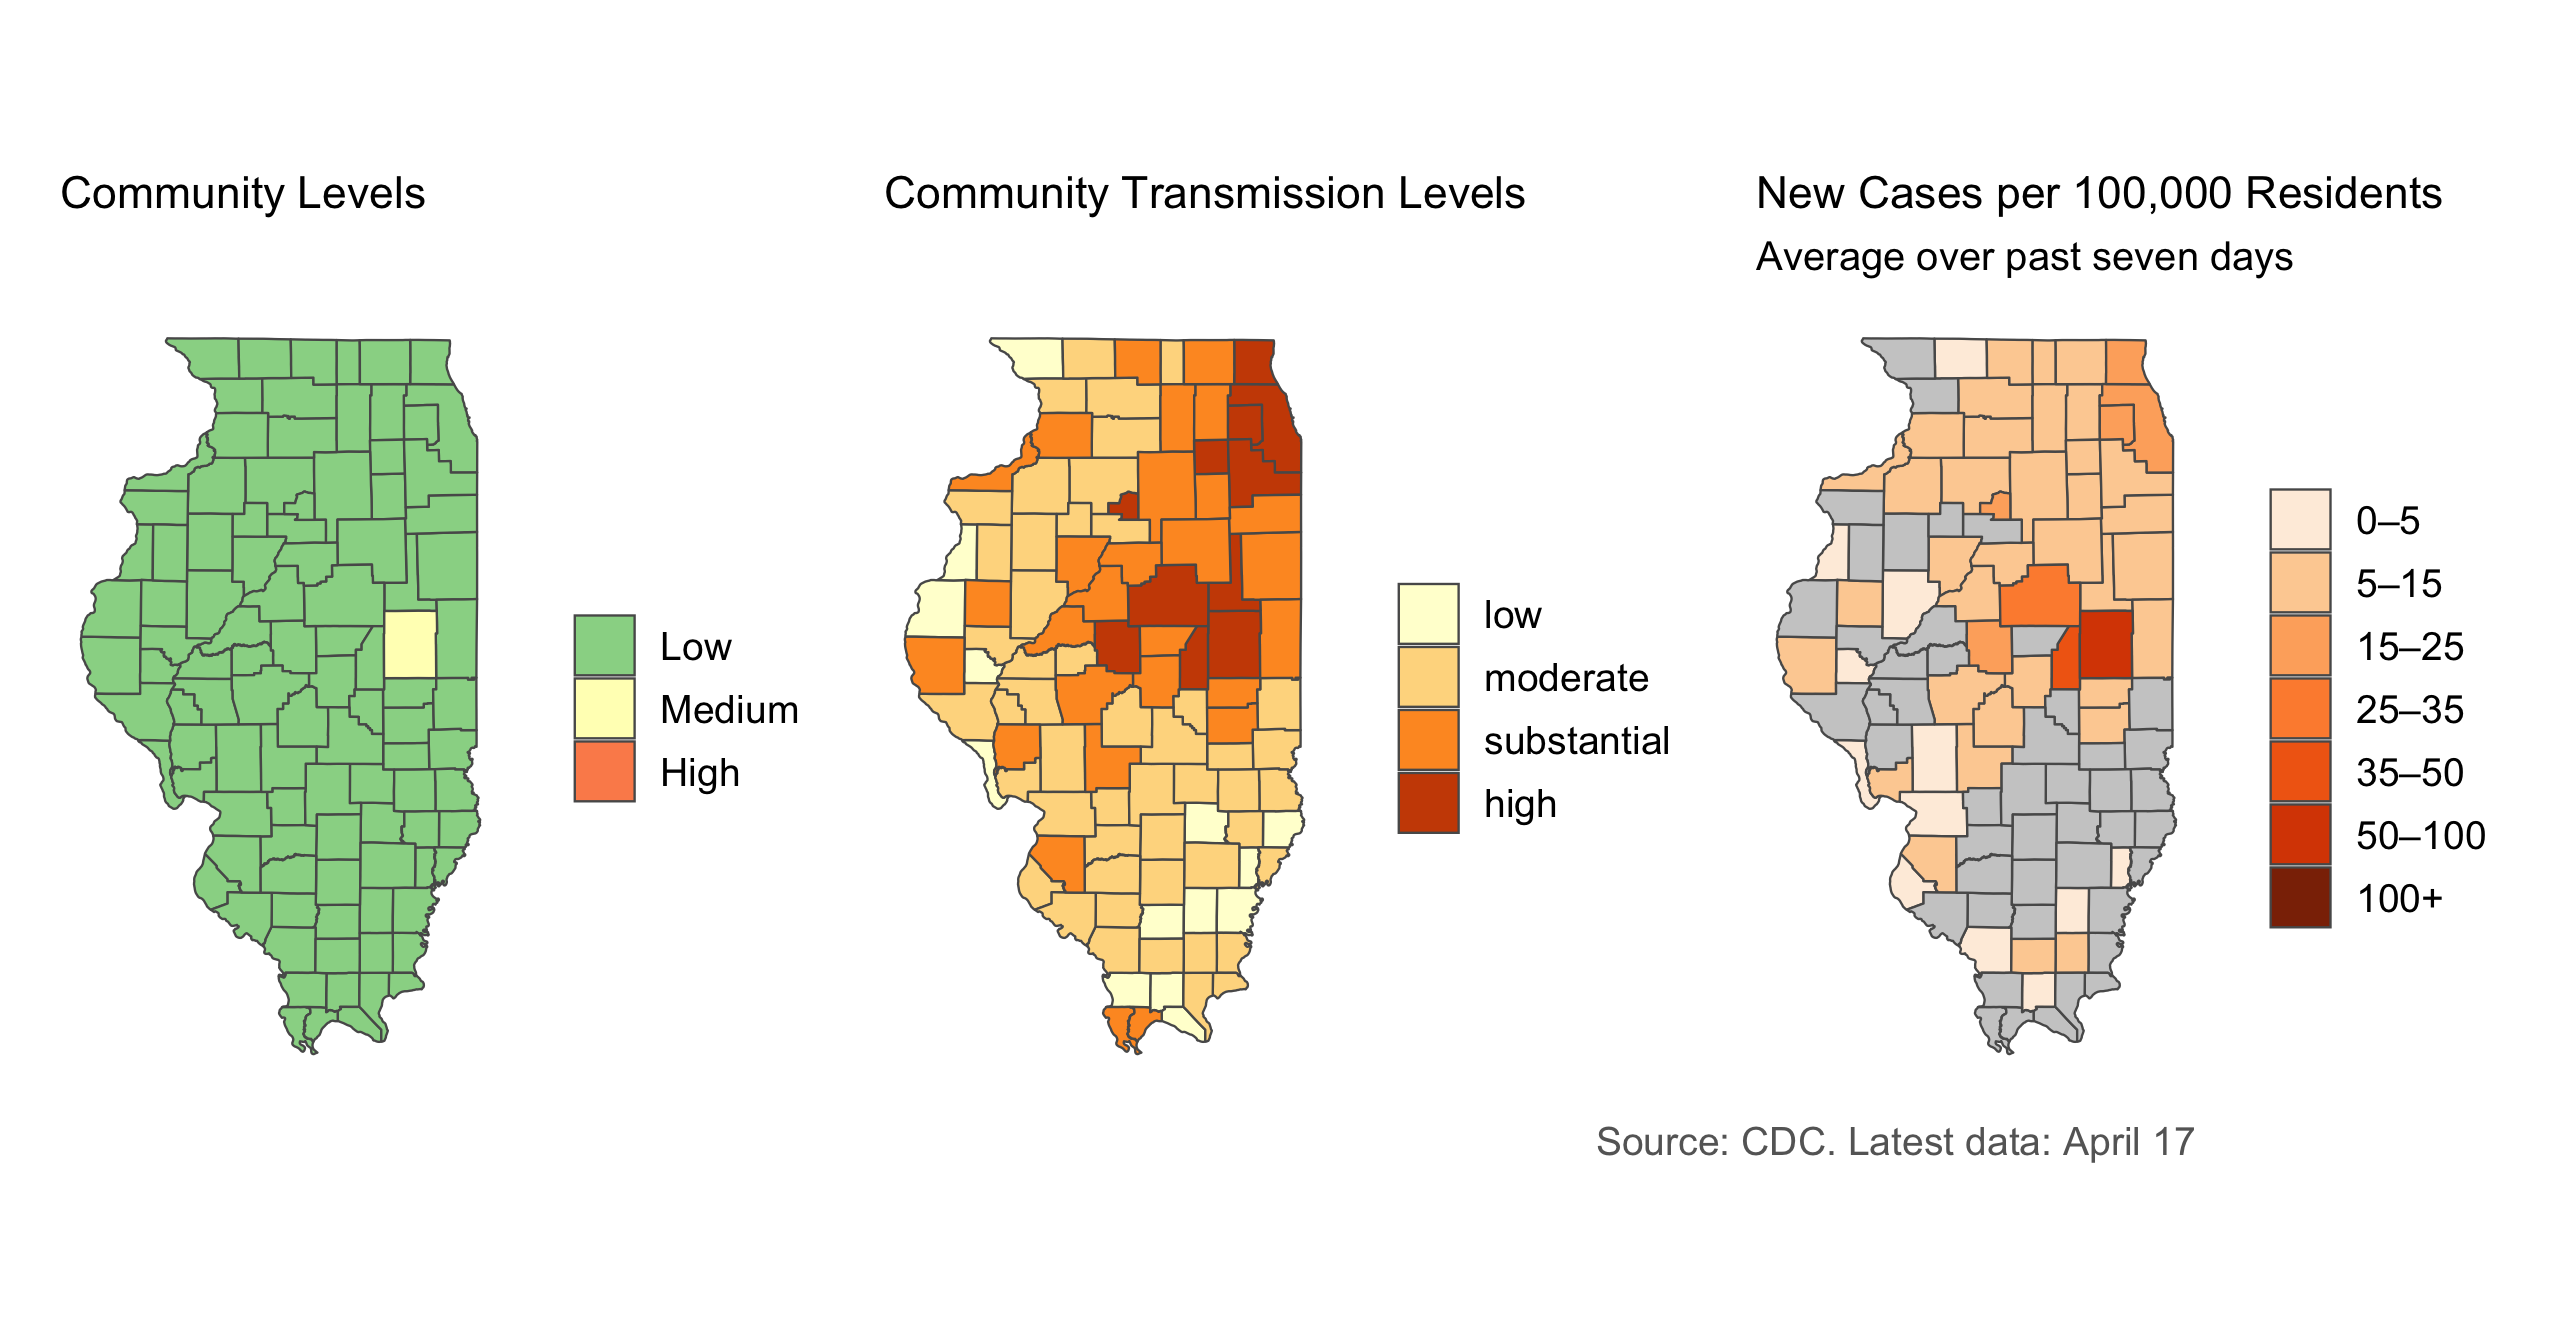 Community Levels
Low
Medium
High
Community Transmission Levels
low
moderate
substantial
high
New Cases per 100,000 Residents
Average over past seven days
0–5
5–15
15–25
25–35
35–50
50–100
100+
Source: CDC. Latest data: April 17